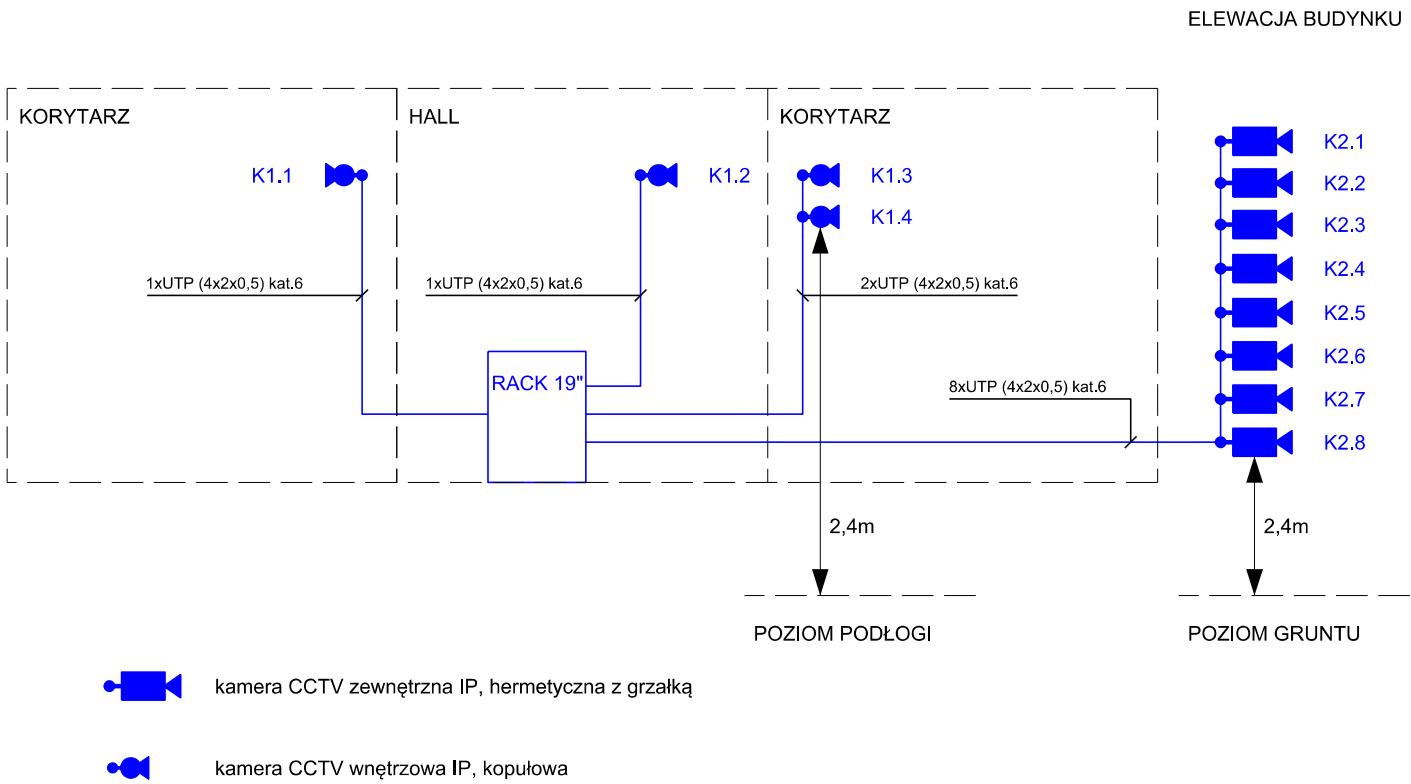 ELEWACJA BUDYNKU
KORYTARZ
HALL
KORYTARZ
K1.1
K1.2
K1.3
K1.4
K2.1
K2.2
K2.3
K2.4
K2.5
K2.6
K2.7
K2.8
1xUTP (4x2x0,5) kat.6
1xUTP (4x2x0,5) kat.6
2xUTP (4x2x0,5) kat.6
RACK 19"
8xUTP (4x2x0,5) kat.6
2,4m
2,4m
POZIOM PODŁOGI
POZIOM GRUNTU
kamera CCTV zewnętrzna IP, hermetyczna z grzałką
kamera CCTV wnętrzowa IP, kopułowa